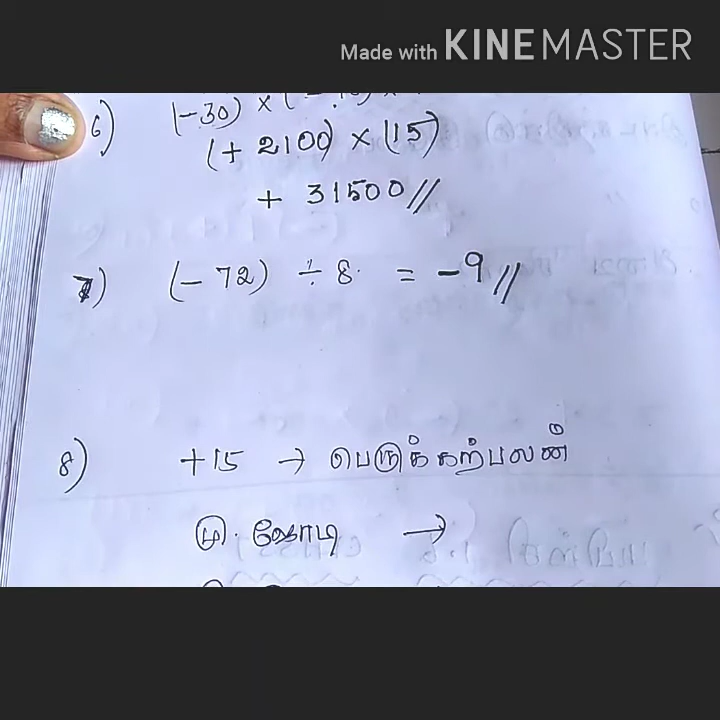 Made with KINEMASTER
6) (-30) × (
(+ 2100) × (15)
+ 31500//
7) (-72) ÷ 8 = -9//
8) +15 → பெருக்கற்பலன்
மு. ஜோடி →